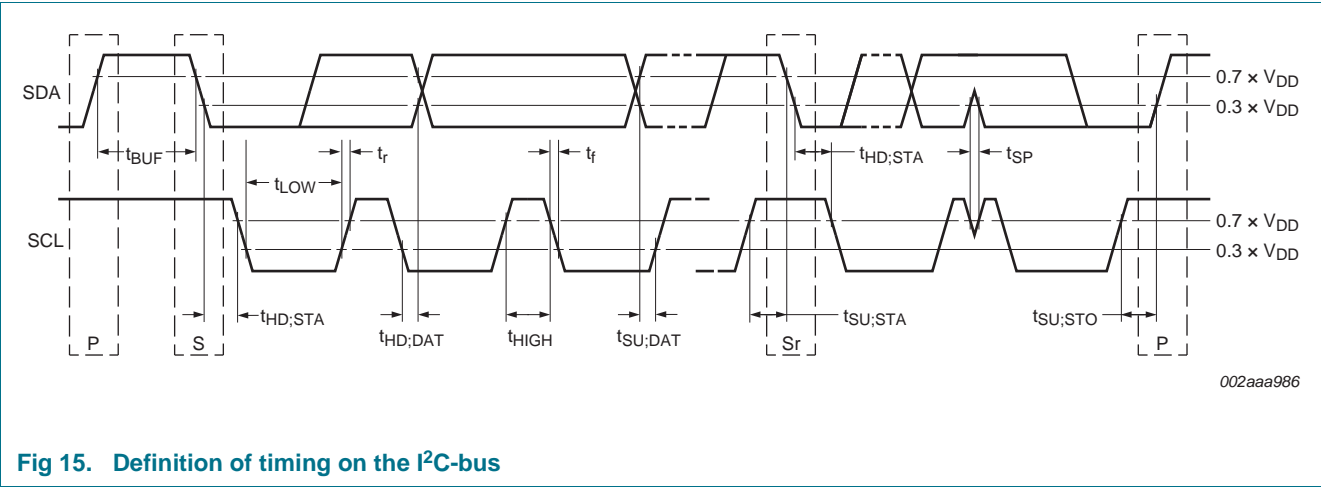 SDA
0.7 × VDD
0.3 × VDD
tBUF
tr
tf
tHD;STA
tSP
tLOW
SCL
0.7 × VDD
0.3 × VDD
tHD;STA
tHD;DAT
tHIGH
tSU;DAT
tSU;STA
tSU;STO
P
S
Sr
P
002aaa986
Fig 15. Definition of timing on the I²C-bus